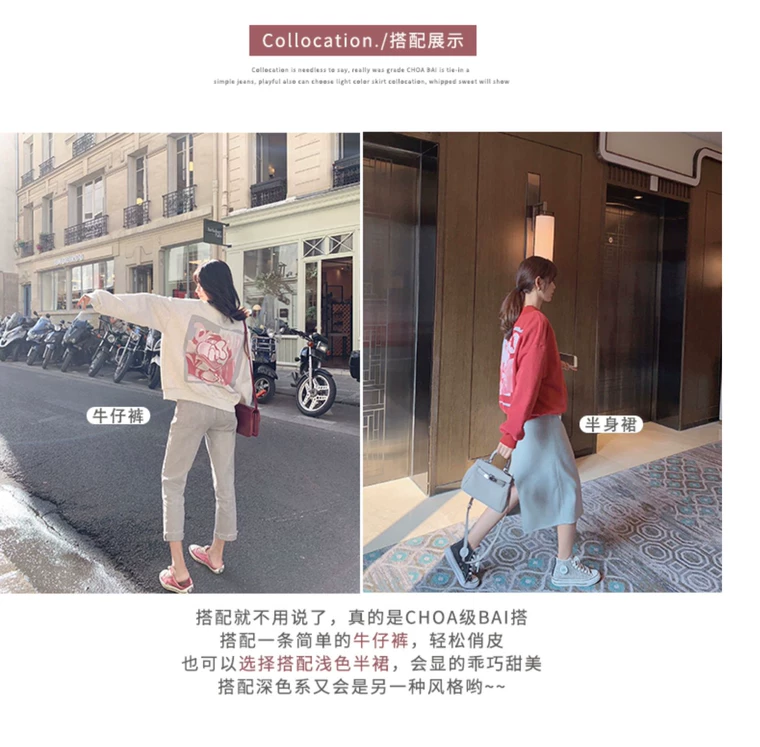 Collocation./搭配展示
Collocation is needless to say, really was grade CHOA BAI is tie-in a
simple jeans, playful also can choose light color skirt collocation, whipped sweet will show
牛仔裤
半身裙
搭配就不用说了，真的是CHOA级BAI搭
搭配一条简单的牛仔裤，轻松俏皮
也可以选择搭配浅色半裙，会显的乖巧甜美
搭配深色系又会是另一种风格哟~~